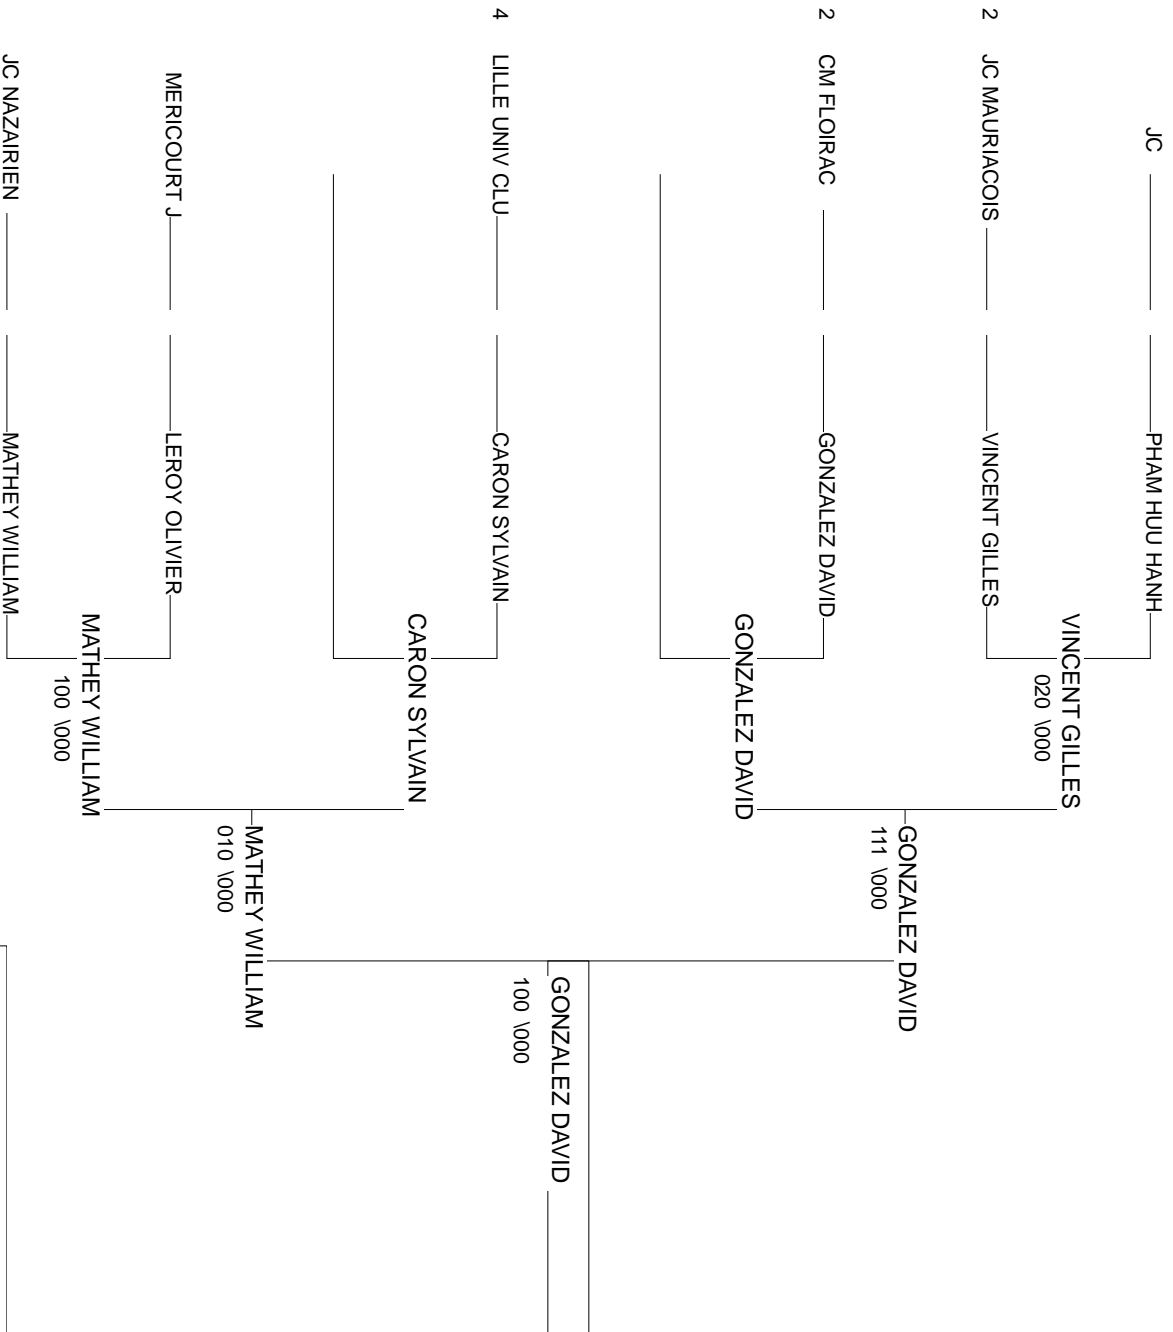 JC
PHAM HUU HANH
VINCENT GILLES
020 \000
2 JC MAURIACOIS
VINCENT GILLES
GONZALEZ DAVID
111 \000
2 CM FLOIRAC
GONZALEZ DAVID
GONZALEZ DAVID
GONZALEZ DAVID
100 \000
4 LILLE UNIV CLU
CARON SYLVAIN
CARON SYLVAIN
MATHEY WILLIAM
010 \000
MERICOURT J
LEROY OLIVIER
MATHEY WILLIAM
100 \000
JC NAZAIRIEN
MATHEY WILLIAM